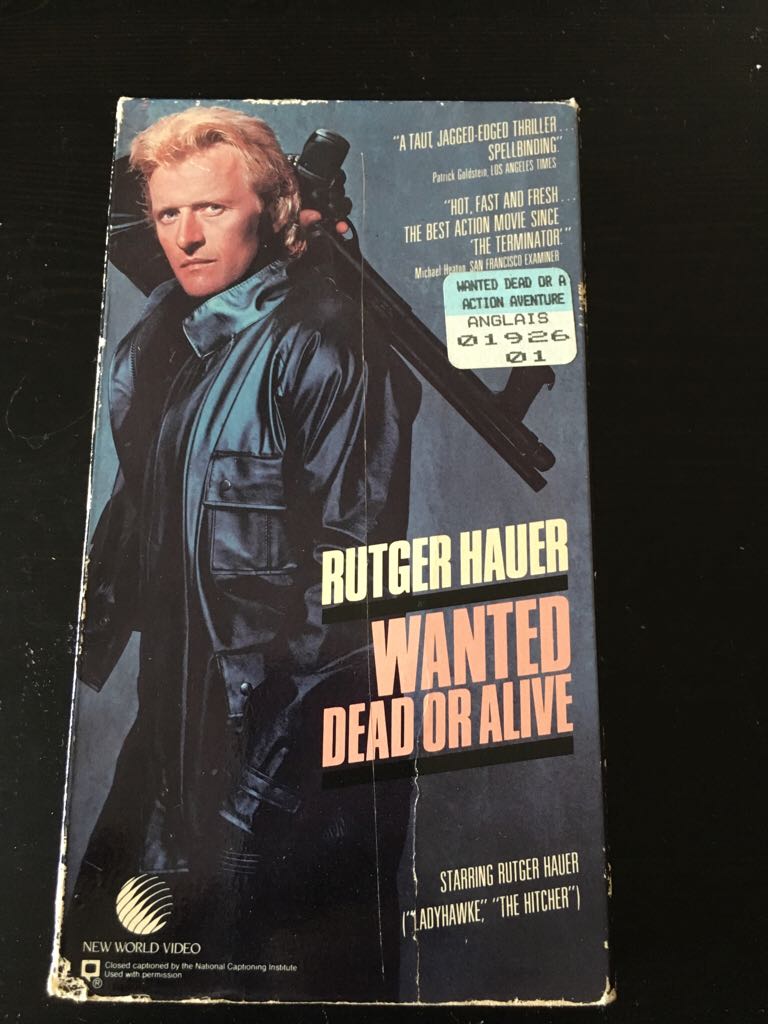 "A TAUT, JAGGED-EDGED THRILLER...
SPELLBINDING."
Patrick Goldstein, LOS ANGELES TIMES
"HOT, FAST AND FRESH...
THE BEST ACTION MOVIE SINCE
'THE TERMINATOR.'"
Michael Heaton, SAN FRANCISCO EXAMINER
WANTED DEAD OR A
ACTION AVENTURE
ANGLAIS
01926
01
RUTGER HAUER
WANTED
DEAD OR ALIVE
STARRING RUTGER HAUER
("LADYHAWKE," "THE HITCHER")
NEW WORLD VIDEO
Closed captioned by the National Captioning Institute
Used with permission
®